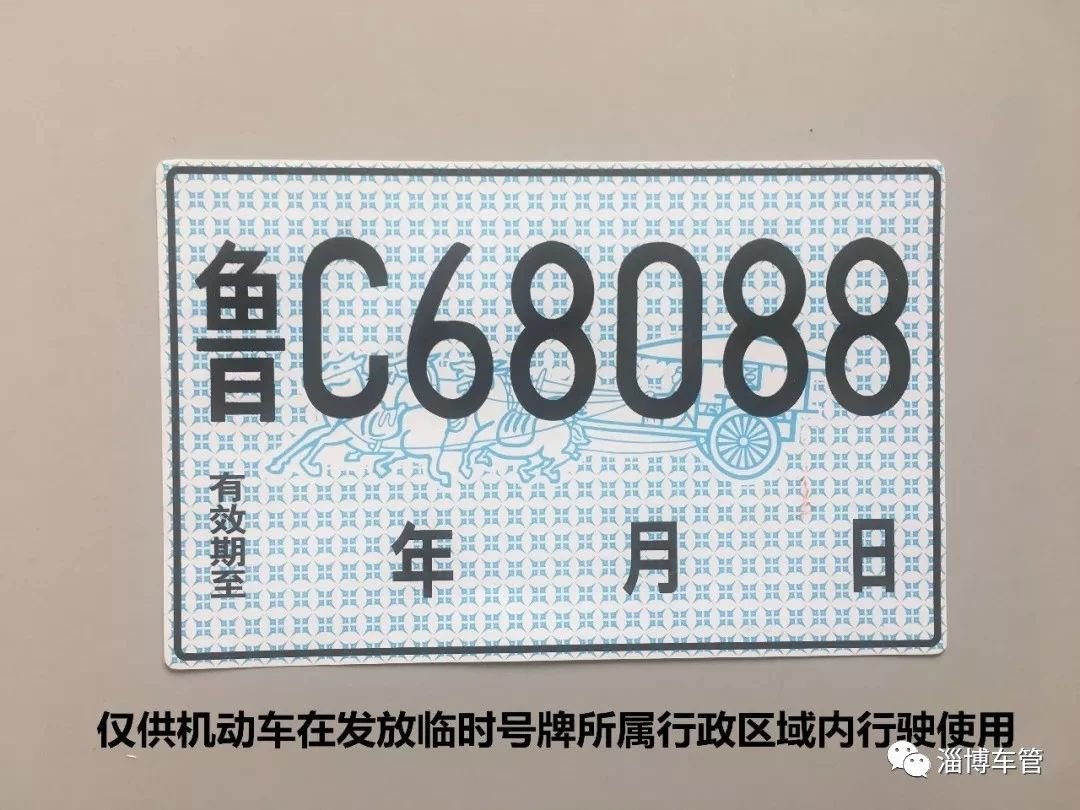 鲁C68088
有效期至
年 月 日
仅供机动车在发放临时号牌所属行政区域内行驶使用
淄博车管